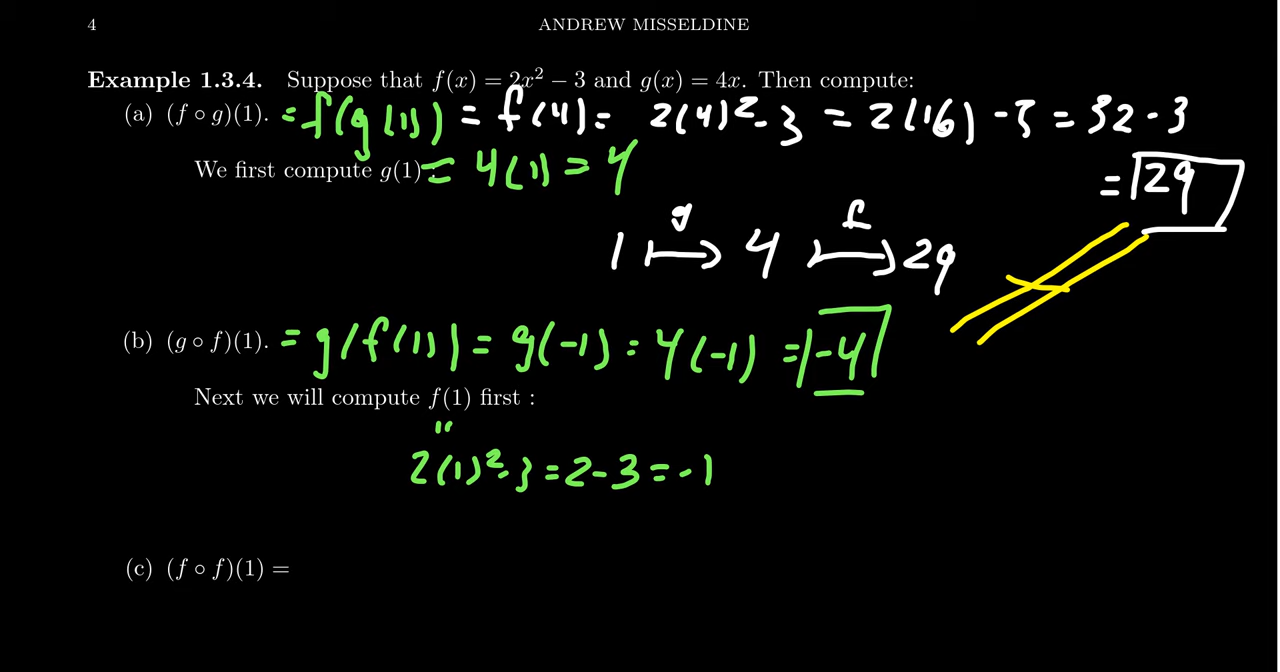 4 ANDREW MISSELDINE
Example 1.3.4. Suppose that f(x) = 2x² − 3 and g(x) = 4x. Then compute:
(a) (f ∘ g)(1). = f(g(1)) = f(4) = 2(4)² - 3 = 2(16) - 3 = 32 - 3
We first compute g(1) : = 4(1) = 4
= 29
g f
1 ↦ 4 ↦ 29
(b) (g ∘ f)(1). = g(f(1)) = g(-1) = 4(-1) = -4
Next we will compute f(1) first :
"
2(1)² - 3 = 2 - 3 = -1
(c) (f ∘ f)(1) =